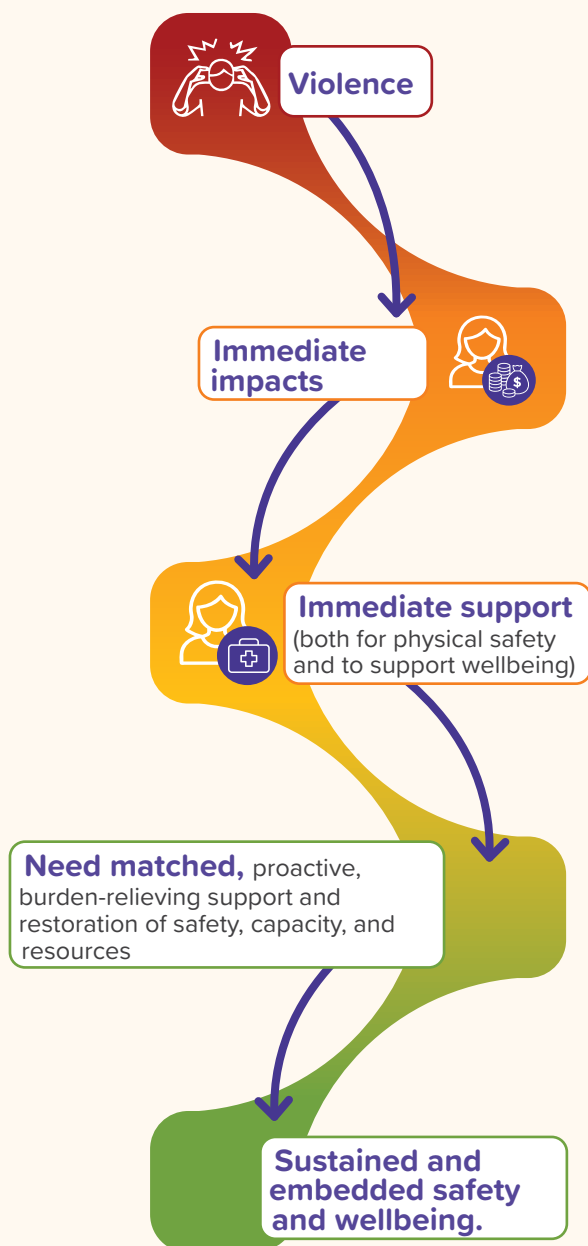 Violence
Immediate
impacts
$
Immediate support
(both for physical safety
and to support wellbeing)
Need matched, proactive,
burden-relieving support and
restoration of safety, capacity, and
resources
Sustained and
embedded safety
and wellbeing.